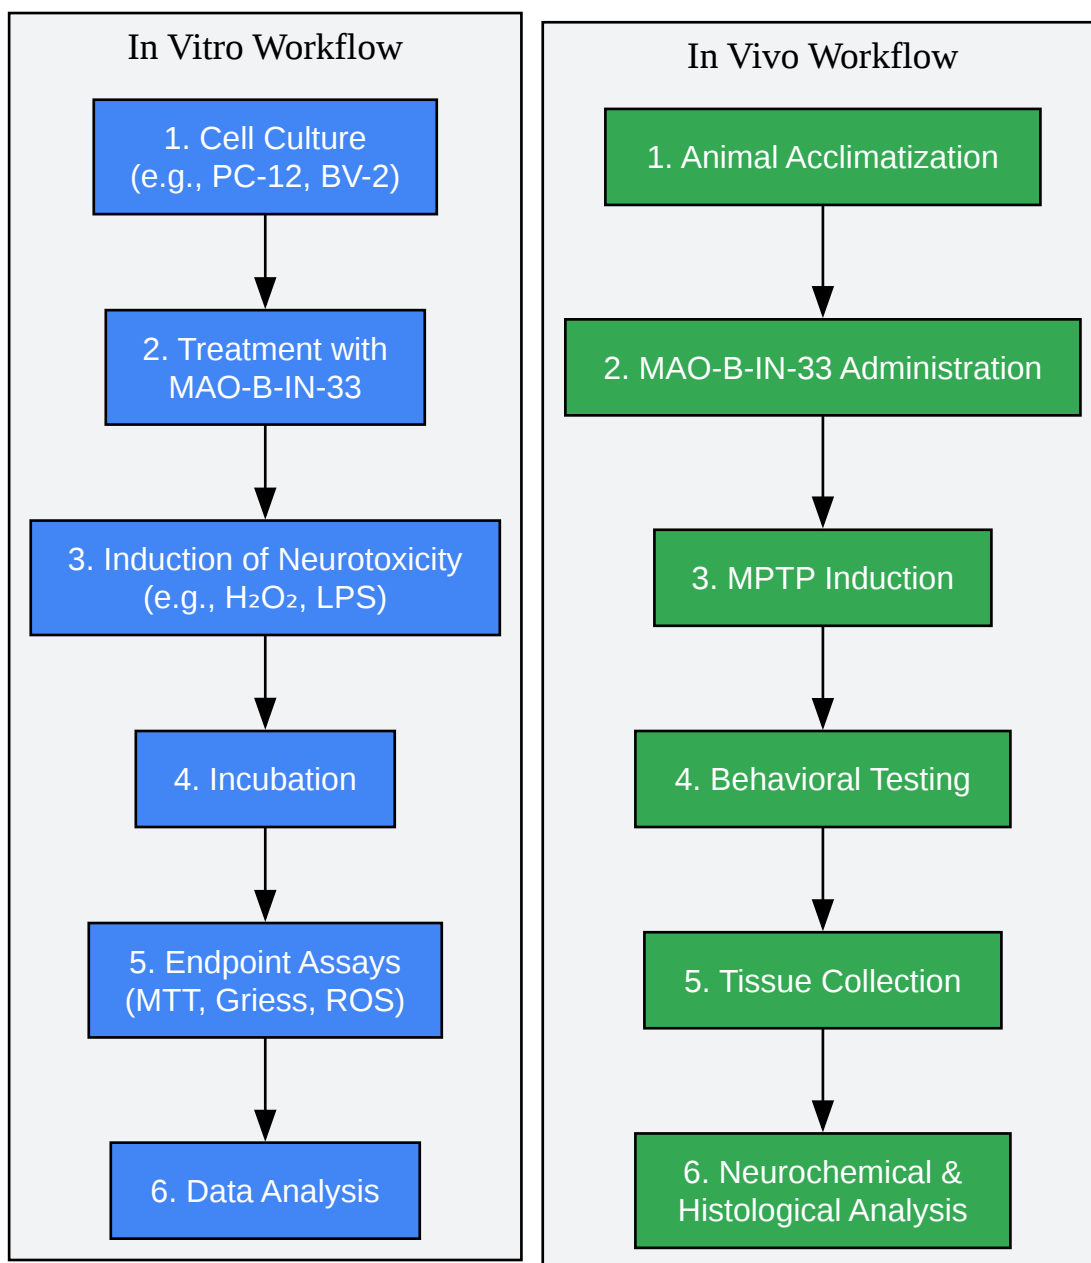 In Vitro Workflow
1. Cell Culture
(e.g., PC-12, BV-2)
2. Treatment with
MAO-B-IN-33
3. Induction of Neurotoxicity
(e.g., H₂O₂, LPS)
4. Incubation
5. Endpoint Assays
(MTT, Griess, ROS)
6. Data Analysis
In Vivo Workflow
1. Animal Acclimatization
2. MAO-B-IN-33 Administration
3. MPTP Induction
4. Behavioral Testing
5. Tissue Collection
6. Neurochemical &
Histological Analysis